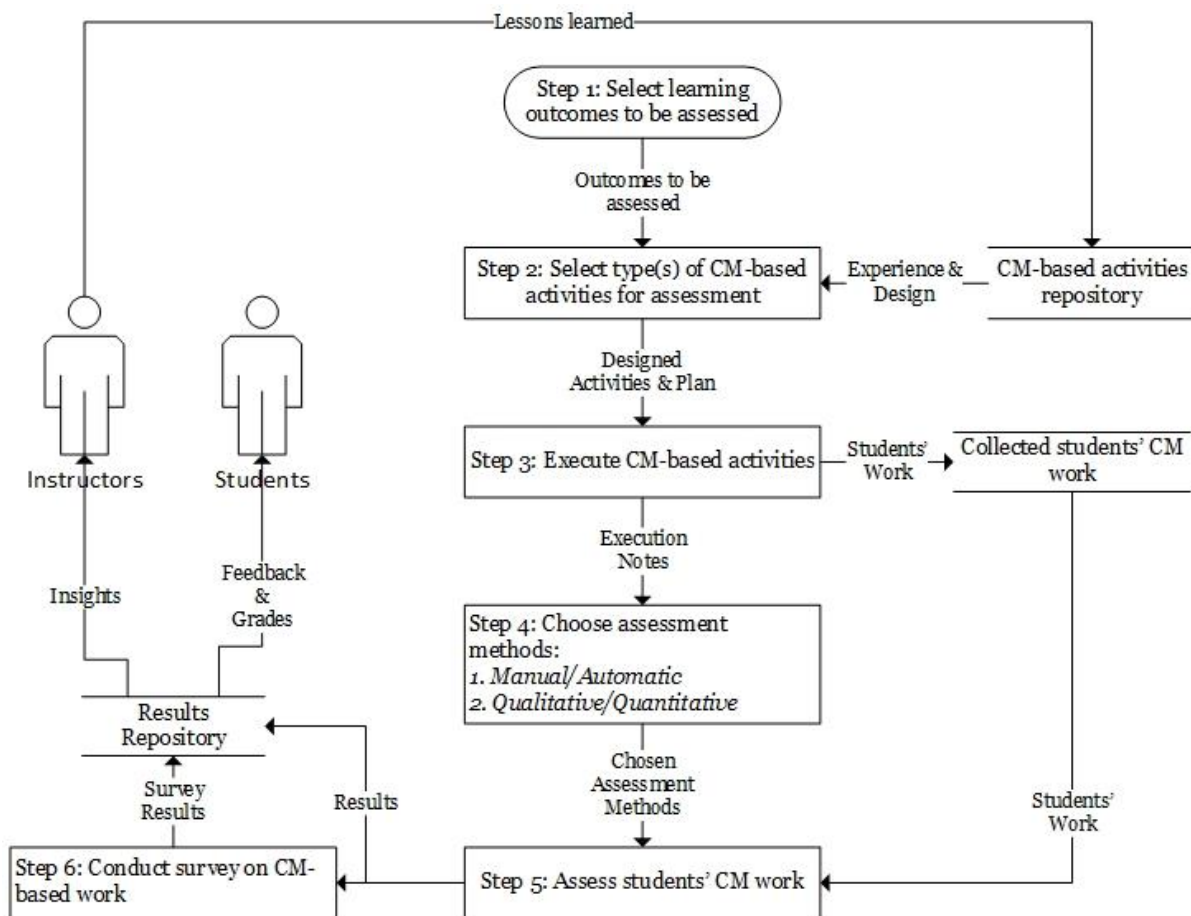 Lessons learned
Step 1: Select learning
outcomes to be assessed
Outcomes to be
assessed
Step 2: Select type(s) of CM-based
activities for assessment
Experience &
Design
CM-based activities
repository
Designed
Activities & Plan
Step 3: Execute CM-based activities
Students'
Work
Collected students' CM
work
Instructors
Students
Execution
Notes
Insights
Feedback
&
Grades
Step 4: Choose assessment
methods:
1. Manual/Automatic
2. Qualitative/Quantitative
Results
Repository
Chosen
Assessment
Methods
Survey
Results
Results
Students'
Work
Step 6: Conduct survey on CM-
based work
Step 5: Assess students' CM work